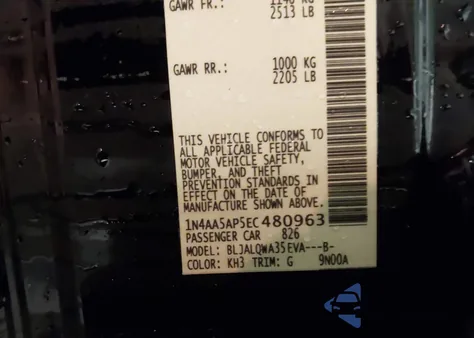 GAWR FR.: 1140 KG
2513 LB
GAWR RR.: 1000 KG
2205 LB
THIS VEHICLE CONFORMS TO
ALL APPLICABLE FEDERAL
MOTOR VEHICLE SAFETY,
BUMPER, AND THEFT
PREVENTION STANDARDS IN
EFFECT ON THE DATE OF
MANUFACTURE SHOWN ABOVE.
1N4AA5AP5EC480963
PASSENGER CAR 826
MODEL: BLJALQWA35EVA---B-
COLOR: KH3 TRIM: G 9N00A